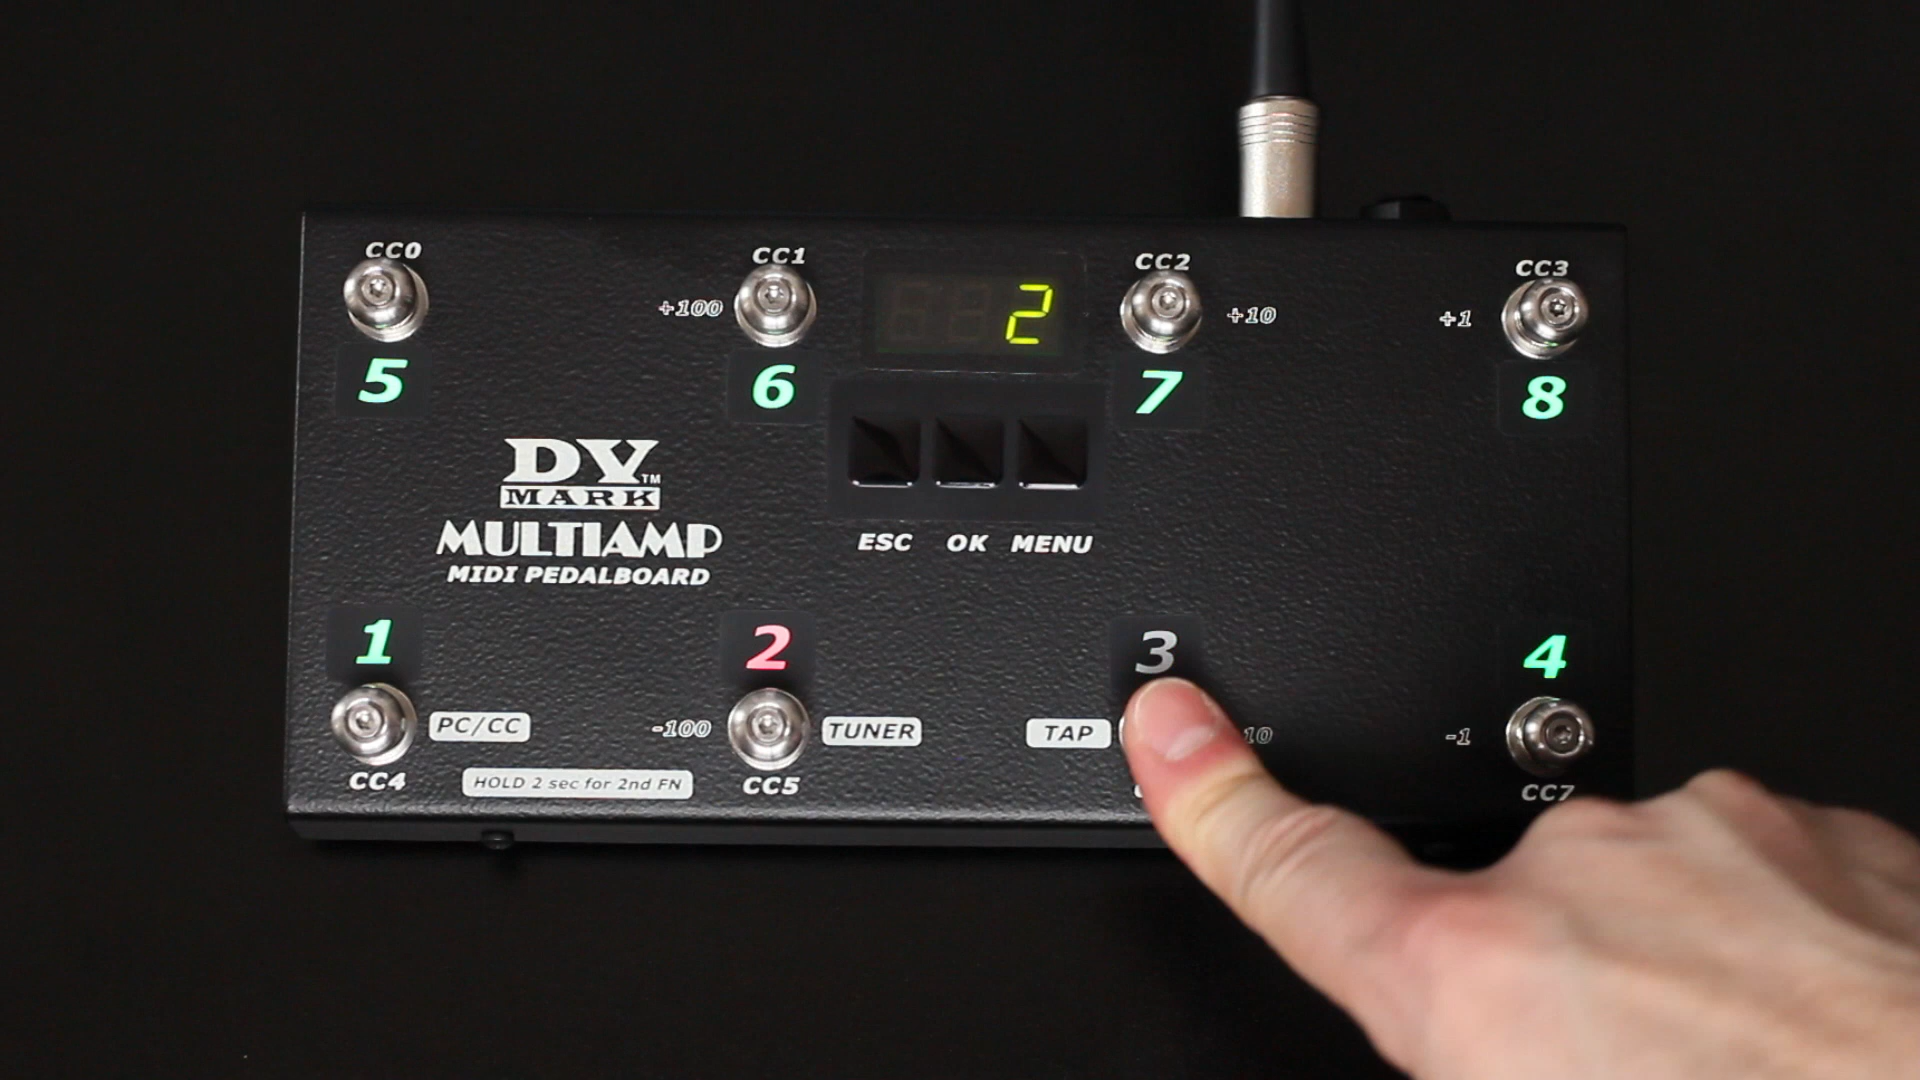 CC0
CC1
CC2
CC3
+100
2
+10
+1
5
6
7
8
DV TM
MARK
MULTIAMP
MIDI PEDALBOARD
ESC
OK
MENU
1
2
3
4
PC/CC
-100
TUNER
TAP
10
-1
CC4
HOLD 2 sec for 2nd FN
CC5
CC7